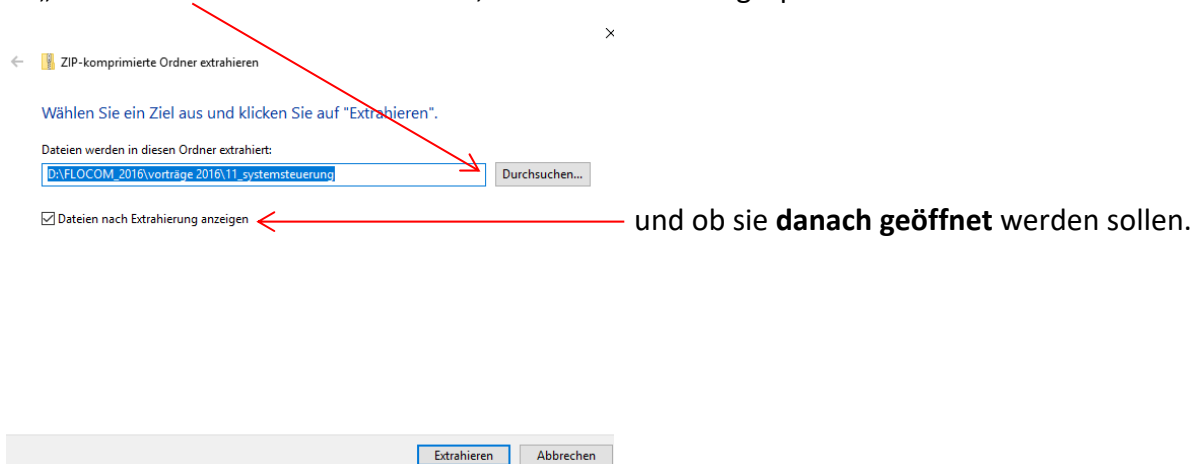 ZIP-komprimierte Ordner extrahieren
Wählen Sie ein Ziel aus und klicken Sie auf "Extrahieren".
Dateien werden in diesen Ordner extrahiert:
D:\FLOCOM_2016\vorträge 2016\11_systemsteuerung
Durchsuchen...
Dateien nach Extrahierung anzeigen
und ob sie danach geöffnet werden sollen.
Extrahieren
Abbrechen